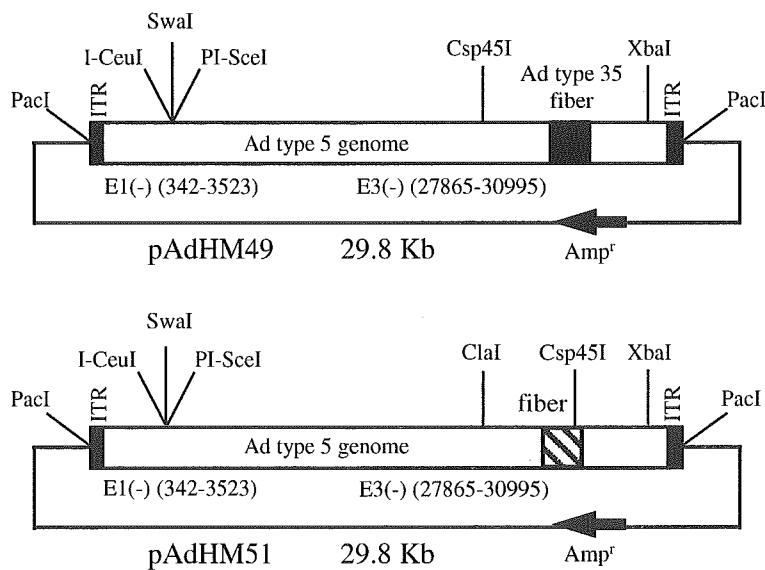 SwaI
I-CeuI PI-SceI Csp45I Ad type 35 XbaI
fiber
PacI ITR ITR PacI
Ad type 5 genome
E1(-) (342-3523) E3(-) (27865-30995)
pAdHM49 29.8 Kb Ampʳ
SwaI
I-CeuI PI-SceI ClaI Csp45I XbaI
PacI ITR fiber ITR PacI
Ad type 5 genome
E1(-) (342-3523) E3(-) (27865-30995)
pAdHM51 29.8 Kb Ampʳ